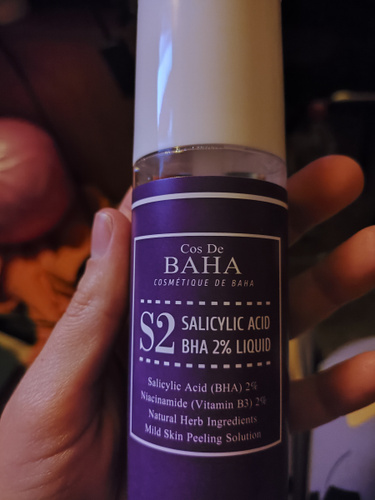 Cos De
BAHA
COSMÉTIQUE DE BAHA
S2
SALICYLIC ACID
BHA 2% LIQUID
Salicylic Acid (BHA) 2%
Niacinamide (Vitamin B3) 2%
Natural Herb Ingredients
Mild Skin Peeling Solution